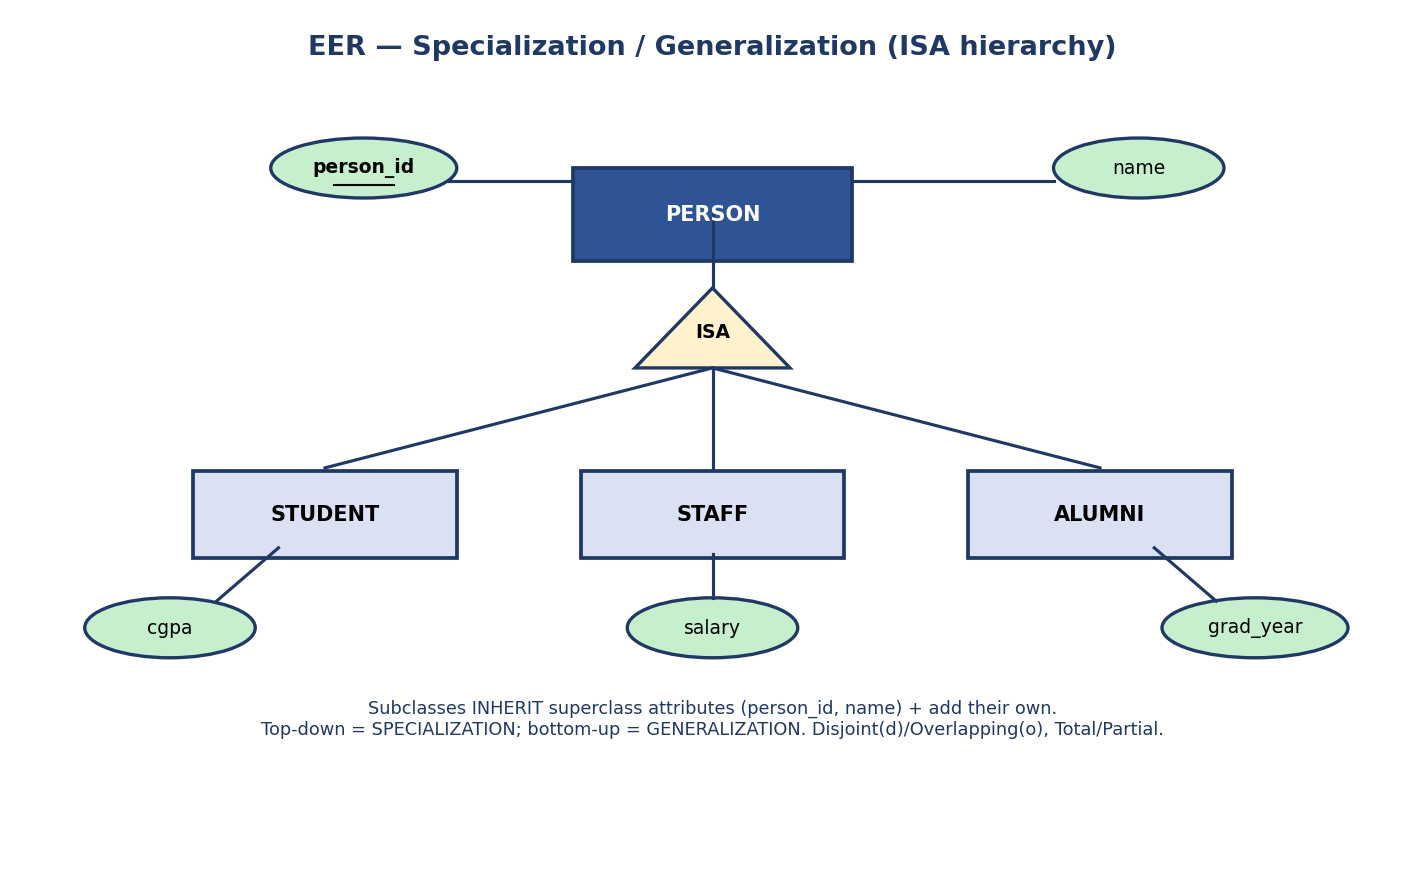 EER — Specialization / Generalization (ISA hierarchy)
person_id
name
PERSON
ISA
STUDENT
STAFF
ALUMNI
cgpa
salary
grad_year
Subclasses INHERIT superclass attributes (person_id, name) + add their own.
Top-down = SPECIALIZATION; bottom-up = GENERALIZATION. Disjoint(d)/Overlapping(o), Total/Partial.